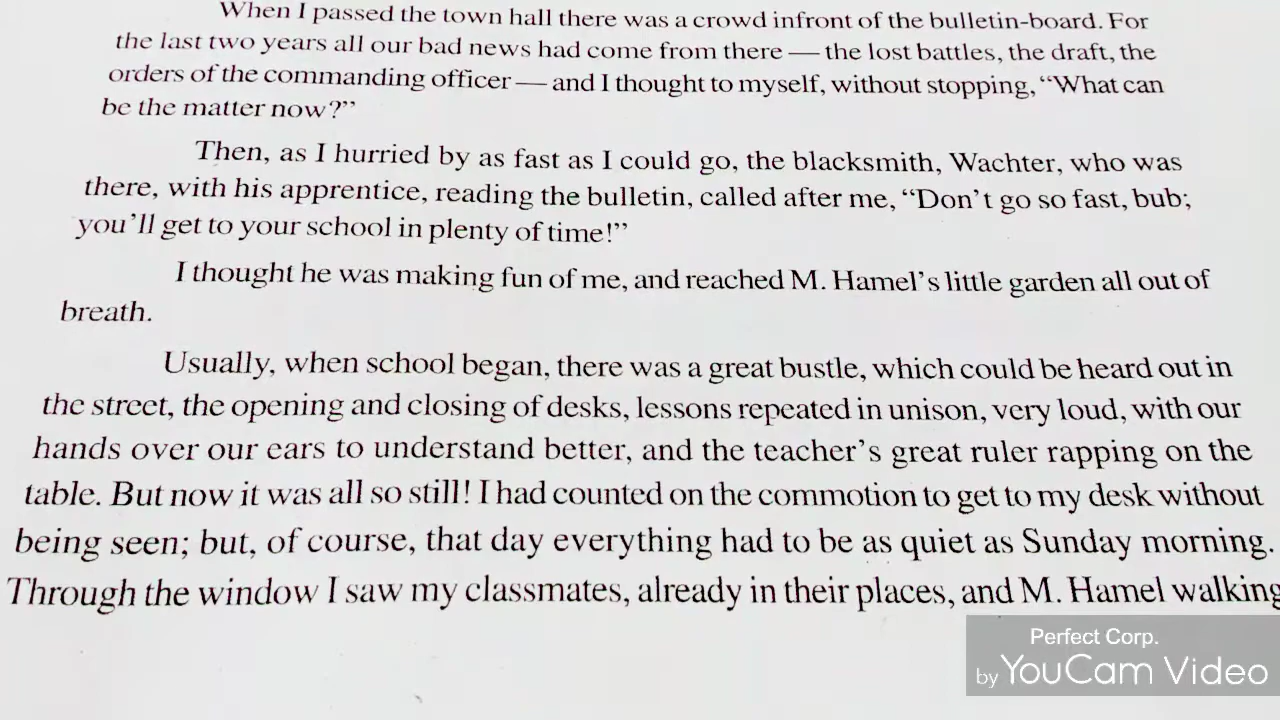 When I passed the town hall there was a crowd infront of the bulletin-board. For
the last two years all our bad news had come from there — the lost battles, the draft, the
orders of the commanding officer — and I thought to myself, without stopping, “What can
be the matter now?”
Then, as I hurried by as fast as I could go, the blacksmith, Wachter, who was
there, with his apprentice, reading the bulletin, called after me, “Don’t go so fast, bub;
you’ll get to your school in plenty of time!”
I thought he was making fun of me, and reached M. Hamel’s little garden all out of
breath.
Usually, when school began, there was a great bustle, which could be heard out in
the street, the opening and closing of desks, lessons repeated in unison, very loud, with our
hands over our ears to understand better, and the teacher’s great ruler rapping on the
table. But now it was all so still! I had counted on the commotion to get to my desk without
being seen; but, of course, that day everything had to be as quiet as Sunday morning.
Through the window I saw my classmates, already in their places, and M. Hamel walking
Perfect Corp.
by YouCam Video